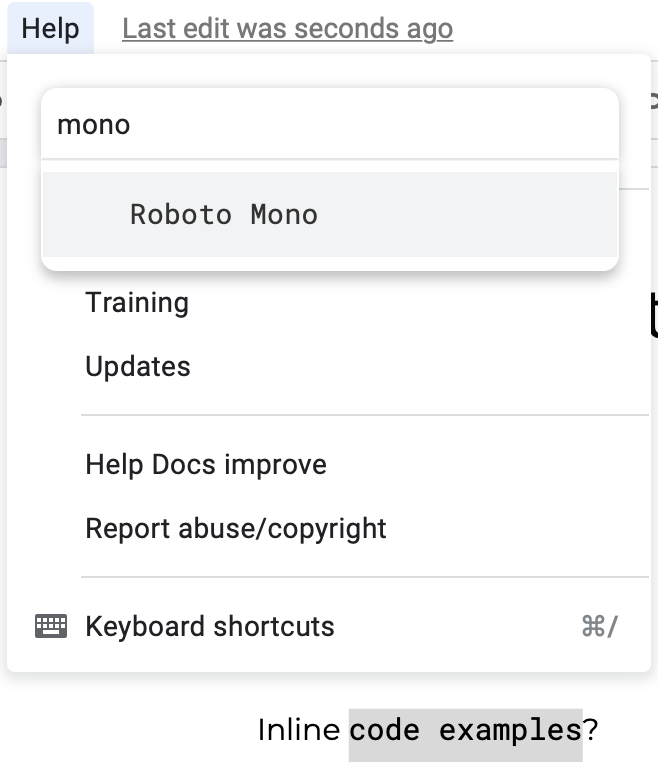 Help Last edit was seconds ago
mono
Roboto Mono
Training
Updates
Help Docs improve
Report abuse/copyright
Keyboard shortcuts ⌘/
Inline code examples?